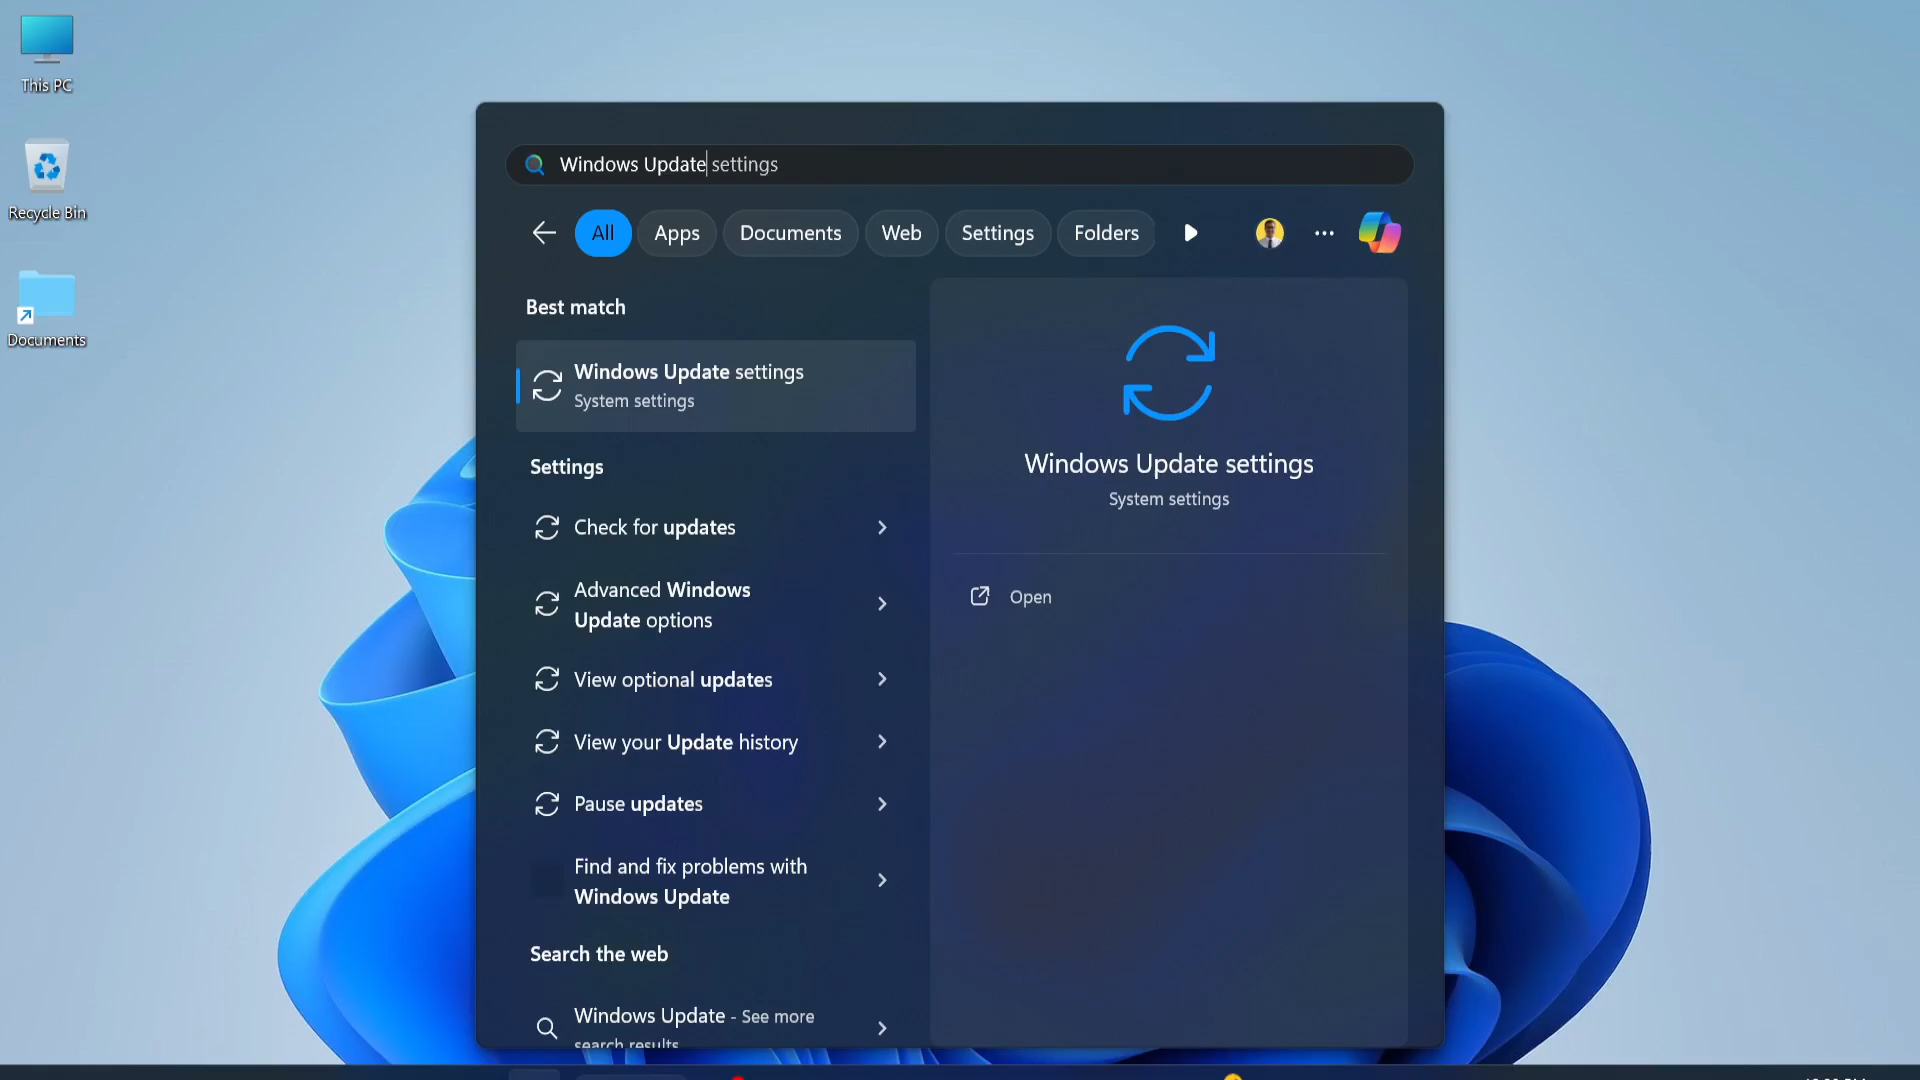 This PC
Recycle Bin
Documents
Windows Update settings
All Apps Documents Web Settings Folders
Best match
Windows Update settings
System settings
Settings
Check for updates
Advanced Windows
Update options
View optional updates
View your Update history
Pause updates
Find and fix problems with
Windows Update
Search the web
Windows Update - See more
search results
Windows Update settings
System settings
Open